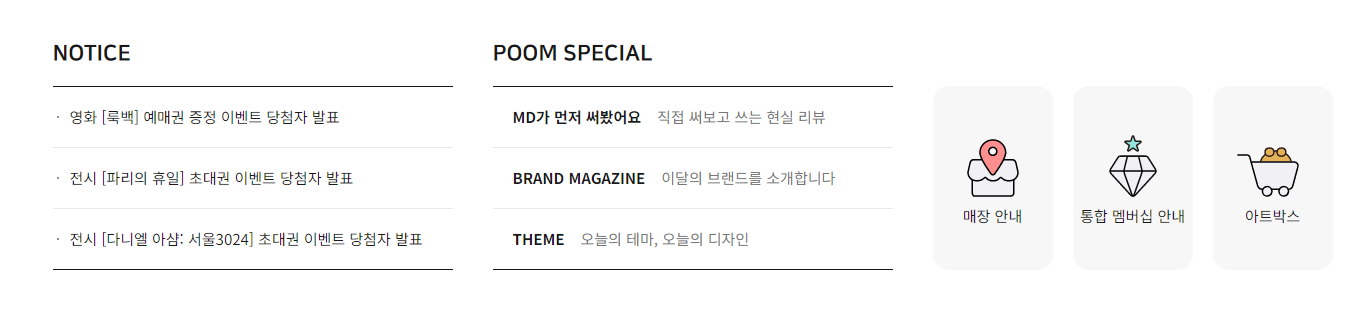 NOTICE
· 영화 [룩백] 예매권 증정 이벤트 당첨자 발표
· 전시 [파리의 휴일] 초대권 이벤트 당첨자 발표
· 전시 [다니엘 아샴: 서울3024] 초대권 이벤트 당첨자 발표
POOM SPECIAL
MD가 먼저 써봤어요 직접 써보고 쓰는 현실 리뷰
BRAND MAGAZINE 이달의 브랜드를 소개합니다
THEME 오늘의 테마, 오늘의 디자인
매장 안내
통합 멤버십 안내
아트박스